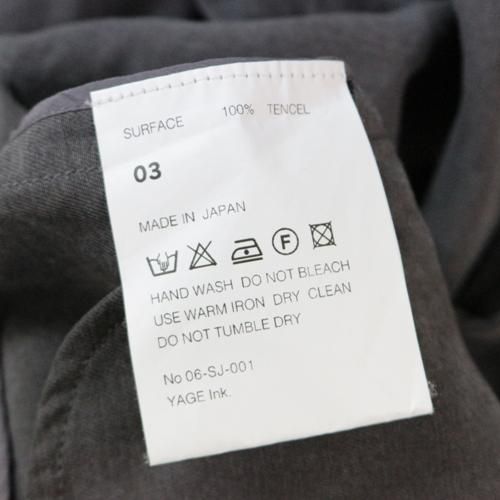 SURFACE 100% TENCEL
03
MADE IN JAPAN
F
HAND WASH DO NOT BLEACH
USE WARM IRON DRY CLEAN
DO NOT TUMBLE DRY
No 06-SJ-001
YAGE Ink.